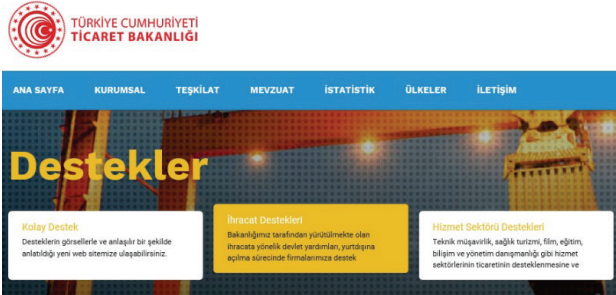 TÜRKİYE CUMHURİYETİ
TİCARET BAKANLIĞI
ANA SAYFA KURUMSAL TEŞKİLAT MEVZUAT İSTATİSTİK ÜLKELER İLETİŞİM
Destekler
Kolay Destek
Desteklerin görsellerle ve anlaşılır bir şekilde
anlatıldığı yeni web sitemize ulaşabilirsiniz.
İhracat Destekleri
Bakanlığımız tarafından yürütülmekte olan
ihracata yönelik devlet yardımları, yurtdışına
açılma sürecinde firmalarımıza destek
Hizmet Sektörü Destekleri
Teknik müşavirlik, sağlık turizmi, film, eğitim,
bilişim ve yönetim danışmanlığı gibi hizmet
sektörlerinin ticaretinin desteklenmesine ve